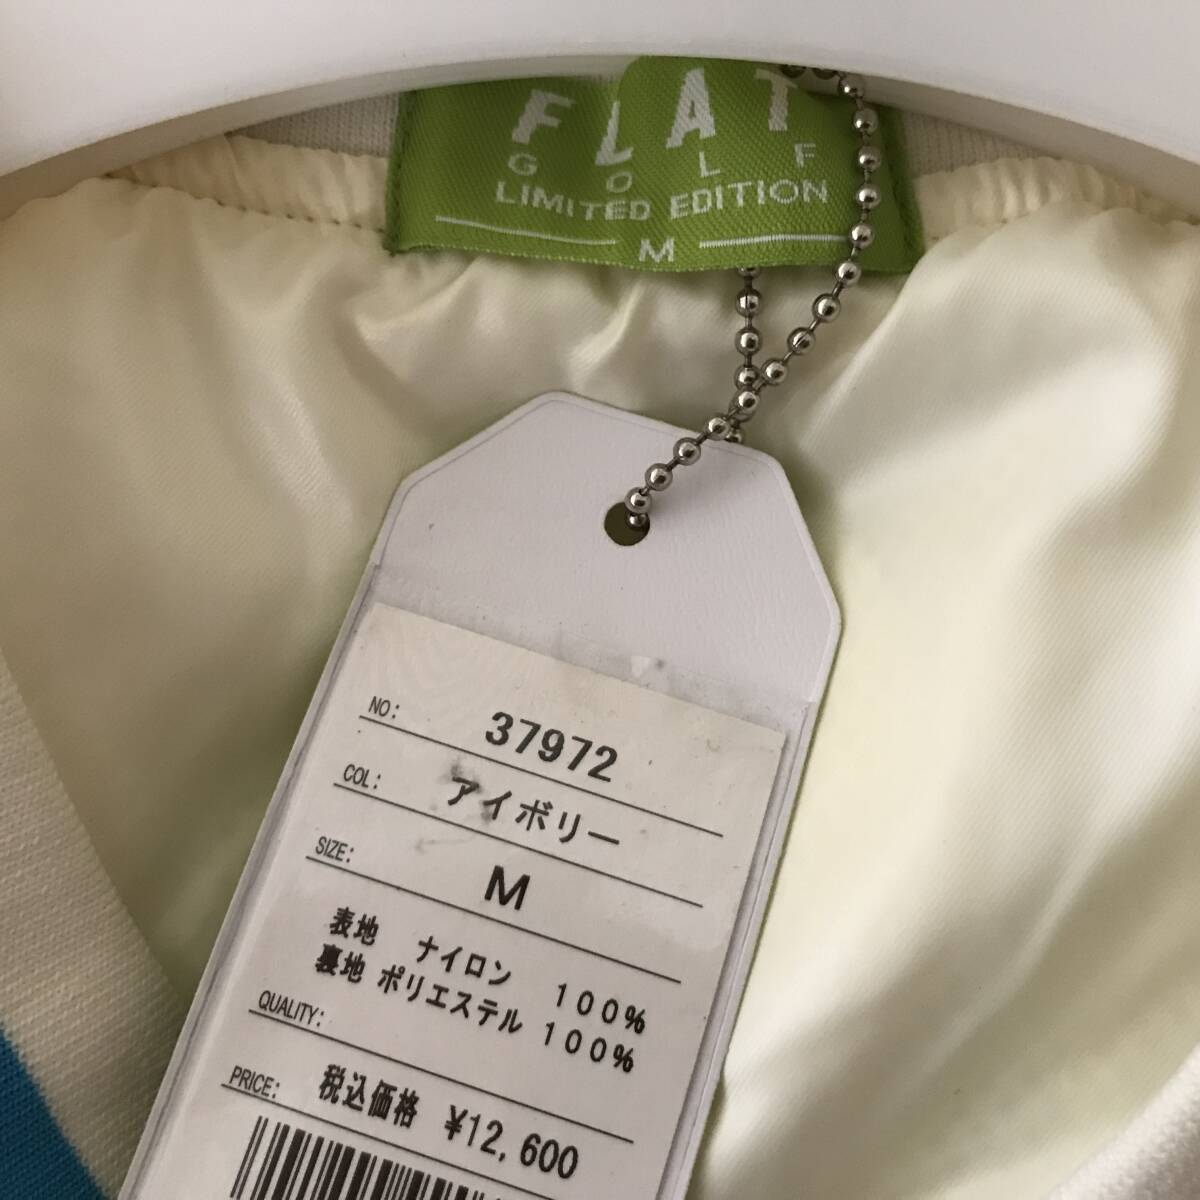 FLAT
GOLF
LIMITED EDITION
M
NO: 37972
COL: アイボリー
SIZE: M
表地 ナイロン 100%
裏地 ポリエステル 100%
QUALITY:
PRICE: 税込価格 ¥12,600